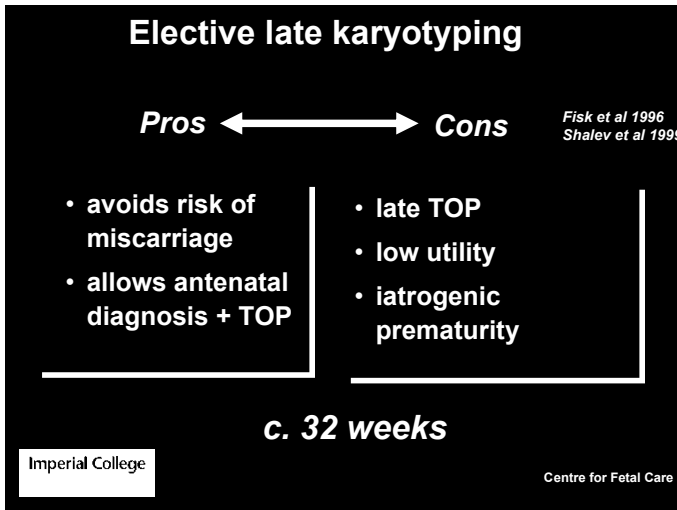 Elective late karyotyping
Pros
Cons
Fisk et al 1996
Shalev et al 1999
• avoids risk of
miscarriage
• allows antenatal
diagnosis + TOP
• late TOP
• low utility
• iatrogenic
prematurity
c. 32 weeks
Imperial College
Centre for Fetal Care